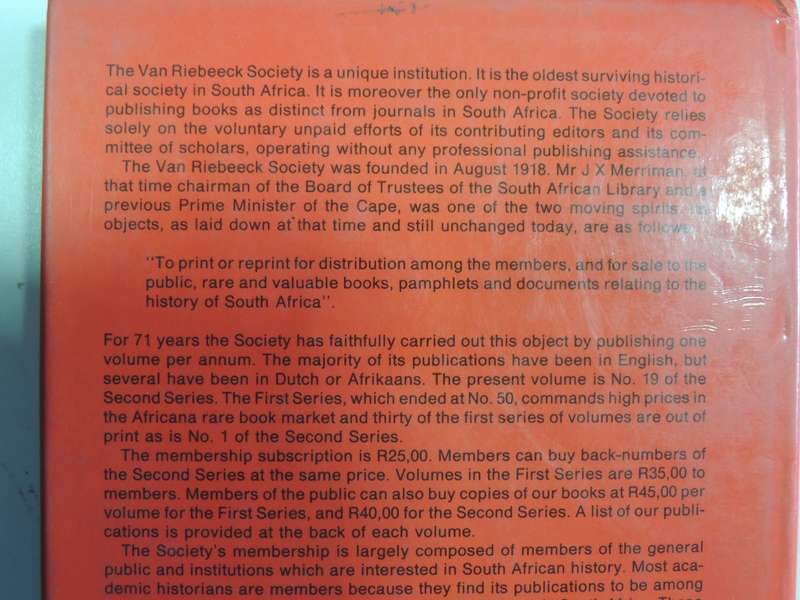 The Van Riebeeck Society is a unique institution. It is the oldest surviving histori-
cal society in South Africa. It is moreover the only non-profit society devoted to
publishing books as distinct from journals in South Africa. The Society relies
solely on the voluntary unpaid efforts of its contributing editors and its com-
mittee of scholars, operating without any professional publishing assistance.
The Van Riebeeck Society was founded in August 1918. Mr J X Merriman, at
that time chairman of the Board of Trustees of the South African Library and a
previous Prime Minister of the Cape, was one of the two moving spirits. Its
objects, as laid down at that time and still unchanged today, are as follows:
"To print or reprint for distribution among the members, and for sale to the
public, rare and valuable books, pamphlets and documents relating to the
history of South Africa".
For 71 years the Society has faithfully carried out this object by publishing one
volume per annum. The majority of its publications have been in English, but
several have been in Dutch or Afrikaans. The present volume is No. 19 of the
Second Series. The First Series, which ended at No. 50, commands high prices in
the Africana rare book market and thirty of the first series of volumes are out of
print as is No. 1 of the Second Series.
The membership subscription is R25,00. Members can buy back-numbers of
the Second Series at the same price. Volumes in the First Series are R35,00 to
members. Members of the public can also buy copies of our books at R45,00 per
volume for the First Series, and R40,00 for the Second Series. A list of our publi-
cations is provided at the back of each volume.
The Society's membership is largely composed of members of the general
public and institutions which are interested in South African history. Most aca-
demic historians are members because they find its publications to be among